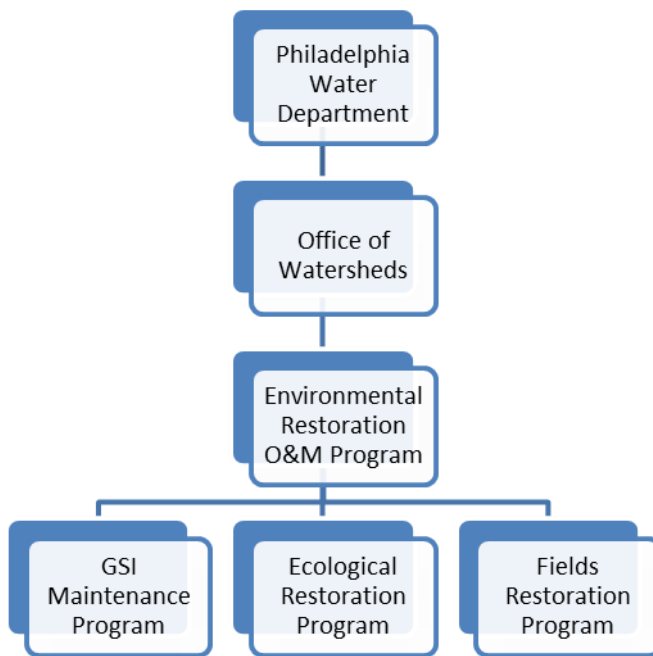 Philadelphia
Water
Department
Office of
Watersheds
Environmental
Restoration
O&M Program
GSI
Maintenance
Program
Ecological
Restoration
Program
Fields
Restoration
Program